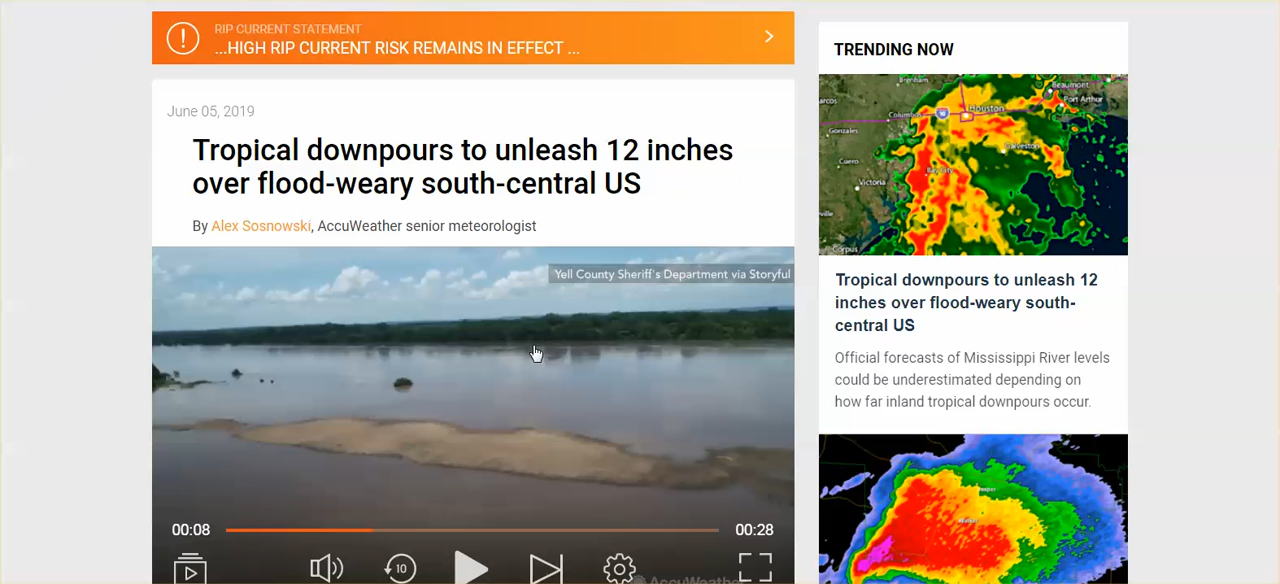 RIP CURRENT STATEMENT
...HIGH RIP CURRENT RISK REMAINS IN EFFECT ...
June 05, 2019
Tropical downpours to unleash 12 inches
over flood-weary south-central US
By Alex Sosnowski, AccuWeather senior meteorologist
Yell County Sheriff's Department via Storyful
00:08
00:28
10
AccuWeather
TRENDING NOW
Brenham
Beaumont
Port Arthur
Houston
Columbus
Gonzales
Galveston
Cuero
Bay City
Victoria
Corpus
Tropical downpours to unleash 12
inches over flood-weary south-
central US
Official forecasts of Mississippi River levels
could be underestimated depending on
how far inland tropical downpours occur.